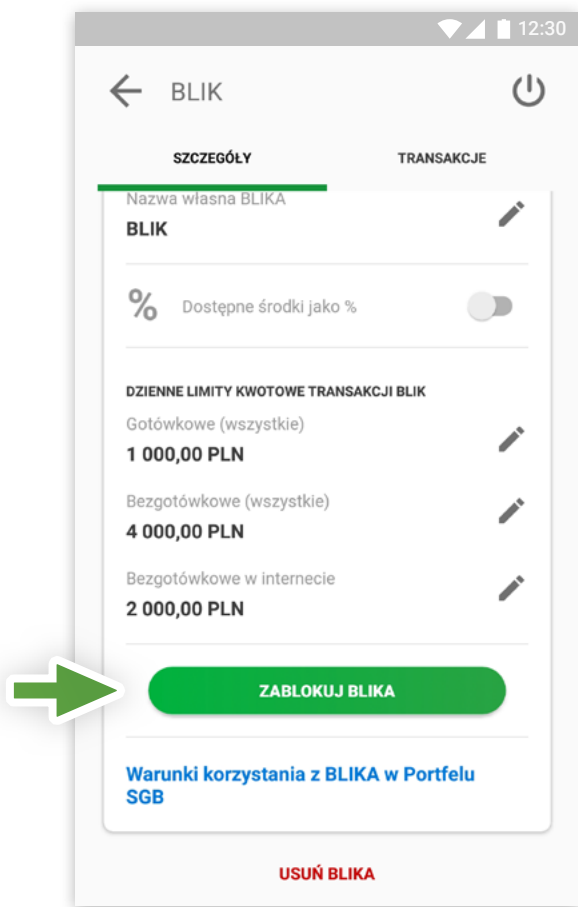 12:30
BLIK
SZCZEGÓŁY
TRANSAKCJE
Nazwa własna BLIKA
BLIK
% Dostępne środki jako %
DZIENNE LIMITY KWOTOWE TRANSAKCJI BLIK
Gotówkowe (wszystkie)
1 000,00 PLN
Bezgotówkowe (wszystkie)
4 000,00 PLN
Bezgotówkowe w internecie
2 000,00 PLN
ZABLOKUJ BLIKA
Warunki korzystania z BLIKA w Portfelu
SGB
USUŃ BLIKA